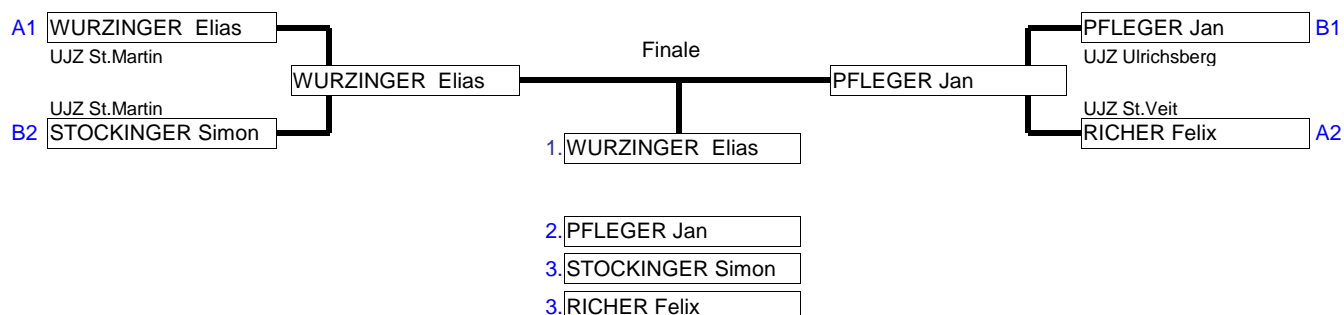 A1 WURZINGER Elias PFLEGER Jan B1
UJZ St.Martin Finale UJZ Ulrichsberg
WURZINGER Elias PFLEGER Jan
UJZ St.Martin UJZ St.Veit
B2 STOCKINGER Simon RICHER Felix A2
1. WURZINGER Elias
2. PFLEGER Jan
3. STOCKINGER Simon
3. RICHER Felix